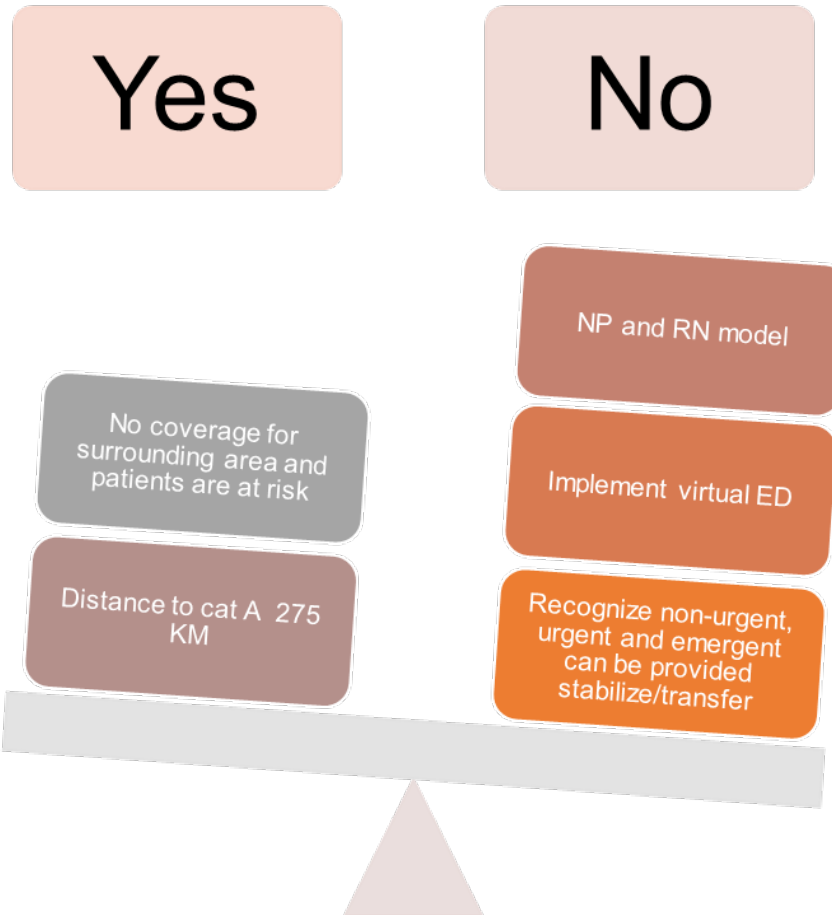 Yes
No
No coverage for
surrounding area and
patients are at risk
Distance to cat A 275
KM
NP and RN model
Implement virtual ED
Recognize non-urgent,
urgent and emergent
can be provided
stabilize/transfer